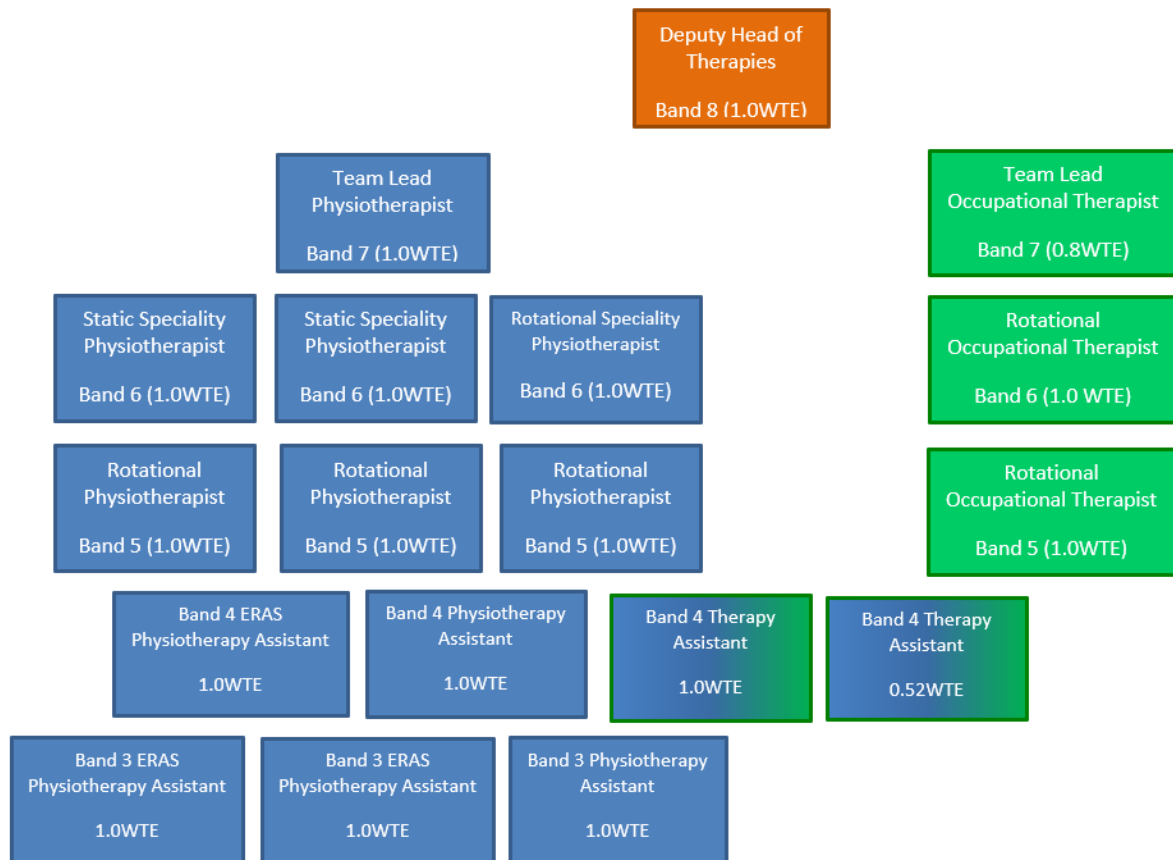 Deputy Head of
Therapies
Band 8 (1.0WTE)
Team Lead
Physiotherapist
Band 7 (1.0WTE)
Team Lead
Occupational Therapist
Band 7 (0.8WTE)
Static Speciality
Physiotherapist
Band 6 (1.0WTE)
Static Speciality
Physiotherapist
Band 6 (1.0WTE)
Rotational Speciality
Physiotherapist
Band 6 (1.0WTE)
Rotational
Occupational Therapist
Band 6 (1.0 WTE)
Rotational
Physiotherapist
Band 5 (1.0WTE)
Rotational
Physiotherapist
Band 5 (1.0WTE)
Rotational
Physiotherapist
Band 5 (1.0WTE)
Rotational
Occupational Therapist
Band 5 (1.0WTE)
Band 4 ERAS
Physiotherapy Assistant
1.0WTE
Band 4 Physiotherapy
Assistant
1.0WTE
Band 4 Therapy
Assistant
1.0WTE
Band 4 Therapy
Assistant
0.52WTE
Band 3 ERAS
Physiotherapy Assistant
1.0WTE
Band 3 ERAS
Physiotherapy Assistant
1.0WTE
Band 3 Physiotherapy
Assistant
1.0WTE